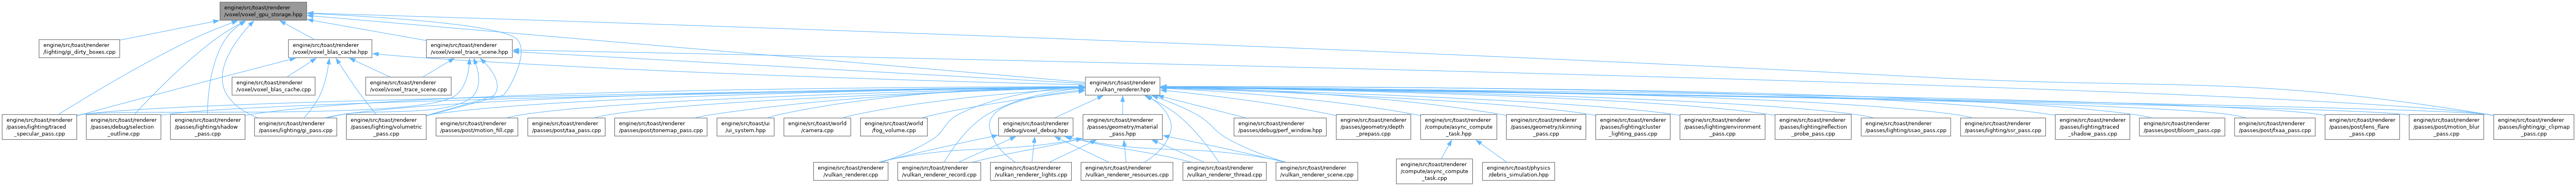 engine/src/toast/renderer
/voxel/voxel_gpu_storage.hpp
engine/src/toast/renderer
/lighting/gi_dirty_boxes.cpp
engine/src/toast/renderer
/voxel/voxel_blas_cache.hpp
engine/src/toast/renderer
/voxel/voxel_trace_scene.hpp
engine/src/toast/renderer
/voxel/voxel_blas_cache.cpp
engine/src/toast/renderer
/voxel/voxel_trace_scene.cpp
engine/src/toast/renderer
/vulkan_renderer.hpp
engine/src/toast/renderer
/passes/lighting/traced
_specular_pass.cpp
engine/src/toast/renderer
/passes/debug/selection
_outline.cpp
engine/src/toast/renderer
/passes/lighting/shadow
_pass.cpp
engine/src/toast/renderer
/passes/lighting/gi_pass.cpp
engine/src/toast/renderer
/passes/lighting/volumetric
_pass.cpp
engine/src/toast/renderer
/passes/post/motion_fill.cpp
engine/src/toast/renderer
/passes/post/taa_pass.cpp
engine/src/toast/renderer
/passes/post/tonemap_pass.cpp
engine/src/toast/ui
/ui_system.hpp
engine/src/toast/world
/camera.cpp
engine/src/toast/world
/fog_volume.cpp
engine/src/toast/renderer
/debug/voxel_debug.hpp
engine/src/toast/renderer
/passes/geometry/material
_pass.hpp
engine/src/toast/renderer
/passes/debug/perf_window.hpp
engine/src/toast/renderer
/passes/geometry/depth
_prepass.cpp
engine/src/toast/renderer
/compute/async_compute
_task.hpp
engine/src/toast/renderer
/passes/geometry/skinning
_pass.cpp
engine/src/toast/renderer
/passes/lighting/cluster
_lighting_pass.cpp
engine/src/toast/renderer
/passes/lighting/environment
_pass.cpp
engine/src/toast/renderer
/passes/lighting/reflection
_probe_pass.cpp
engine/src/toast/renderer
/passes/lighting/ssao_pass.cpp
engine/src/toast/renderer
/passes/lighting/ssr_pass.cpp
engine/src/toast/renderer
/passes/lighting/traced
_shadow_pass.cpp
engine/src/toast/renderer
/passes/post/bloom_pass.cpp
engine/src/toast/renderer
/passes/post/fxaa_pass.cpp
engine/src/toast/renderer
/passes/post/lens_flare
_pass.cpp
engine/src/toast/renderer
/passes/post/motion_blur
_pass.cpp
engine/src/toast/renderer
/passes/lighting/gi_clipmap
_pass.cpp
engine/src/toast/renderer
/vulkan_renderer.cpp
engine/src/toast/renderer
/vulkan_renderer_record.cpp
engine/src/toast/renderer
/vulkan_renderer_lights.cpp
engine/src/toast/renderer
/vulkan_renderer_resources.cpp
engine/src/toast/renderer
/vulkan_renderer_thread.cpp
engine/src/toast/renderer
/vulkan_renderer_scene.cpp
engine/src/toast/renderer
/compute/async_compute
_task.cpp
engine/src/toast/physics
/debris_simulation.hpp